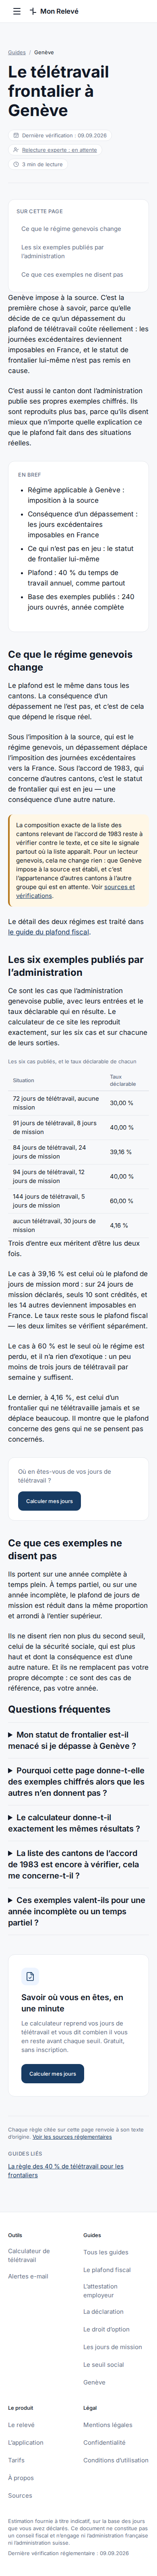 Mon Relevé
Guides / Genève
Le télétravail
frontalier à
Genève
Dernière vérification : 09.09.2026
Relecture experte : en attente
3 min de lecture
SUR CETTE PAGE
Ce que le régime genevois change
Les six exemples publiés par
l’administration
Ce que ces exemples ne disent pas
Genève impose à la source. C’est la
première chose à savoir, parce qu’elle
décide de ce qu’un dépassement du
plafond de télétravail coûte réellement : les
journées excédentaires deviennent
imposables en France, et le statut de
frontalier lui-même n’est pas remis en
cause.
C’est aussi le canton dont l’administration
publie ses propres exemples chiffrés. Ils
sont reproduits plus bas, parce qu’ils disent
mieux que n’importe quelle explication ce
que le plafond fait dans des situations
réelles.
EN BREF
Régime applicable à Genève :
imposition à la source
Conséquence d’un dépassement :
les jours excédentaires
imposables en France
Ce qui n’est pas en jeu : le statut
de frontalier lui-même
Plafond : 40 % du temps de
travail annuel, comme partout
Base des exemples publiés : 240
jours ouvrés, année complète
Ce que le régime genevois
change
Le plafond est le même dans tous les
cantons. La conséquence d’un
dépassement ne l’est pas, et c’est de cela
que dépend le risque réel.
Sous l’imposition à la source, qui est le
régime genevois, un dépassement déplace
l’imposition des journées excédentaires
vers la France. Sous l’accord de 1983, qui
concerne d’autres cantons, c’est le statut
de frontalier qui est en jeu — une
conséquence d’une autre nature.
La composition exacte de la liste des
cantons relevant de l’accord de 1983 reste à
vérifier contre le texte, et ce site le signale
partout où la liste apparaît. Pour un lecteur
genevois, cela ne change rien : que Genève
impose à la source est établi, et c’est
l’appartenance d’autres cantons à l’autre
groupe qui est en attente. Voir sources et
vérifications.
Le détail des deux régimes est traité dans
le guide du plafond fiscal.
Les six exemples publiés par
l’administration
Ce sont les cas que l’administration
genevoise publie, avec leurs entrées et le
taux déclarable qui en résulte. Le
calculateur de ce site les reproduit
exactement, sur les six cas et sur chacune
de leurs sorties.
Les six cas publiés, et le taux déclarable de chacun
Situation
Taux
déclarable
72 jours de télétravail, aucune
mission
30,00 %
91 jours de télétravail, 8 jours
de mission
40,00 %
84 jours de télétravail, 24
jours de mission
39,16 %
94 jours de télétravail, 12
jours de mission
40,00 %
144 jours de télétravail, 5
jours de mission
60,00 %
aucun télétravail, 30 jours de
mission
4,16 %
Trois d’entre eux méritent d’être lus deux
fois.
Le cas à 39,16 % est celui où le plafond de
jours de mission mord : sur 24 jours de
mission déclarés, seuls 10 sont crédités, et
les 14 autres deviennent imposables en
France. Le taux reste sous le plafond fiscal
— les deux limites se vérifient séparément.
Le cas à 60 % est le seul où le régime est
perdu, et il n’a rien d’exotique : un peu
moins de trois jours de télétravail par
semaine y suffisent.
Le dernier, à 4,16 %, est celui d’un
frontalier qui ne télétravaille jamais et se
déplace beaucoup. Il montre que le plafond
concerne des gens qui ne se pensent pas
concernés.
Où en êtes-vous de vos jours de
télétravail ?
Calculer mes jours
Ce que ces exemples ne
disent pas
Ils portent sur une année complète à
temps plein. À temps partiel, ou sur une
année incomplète, le plafond de jours de
mission est réduit dans la même proportion
et arrondi à l’entier supérieur.
Ils ne disent rien non plus du second seuil,
celui de la sécurité sociale, qui est plus
haut et dont la conséquence est d’une
autre nature. Et ils ne remplacent pas votre
propre décompte : ce sont des cas de
référence, pas votre année.
Questions fréquentes
Mon statut de frontalier est-il
menacé si je dépasse à Genève ?
Pourquoi cette page donne-t-elle
des exemples chiffrés alors que les
autres n’en donnent pas ?
Le calculateur donne-t-il
exactement les mêmes résultats ?
La liste des cantons de l’accord
de 1983 est encore à vérifier, cela
me concerne-t-il ?
Ces exemples valent-ils pour une
année incomplète ou un temps
partiel ?
Savoir où vous en êtes, en
une minute
Le calculateur reprend vos jours de
télétravail et vous dit combien il vous
en reste avant chaque seuil. Gratuit,
sans inscription.
Calculer mes jours
Chaque règle citée sur cette page renvoie à son texte
d’origine. Voir les sources réglementaires
GUIDES LIÉS
La règle des 40 % de télétravail pour les
frontaliers
Outils
Calculateur de
télétravail
Alertes e-mail
Guides
Tous les guides
Le plafond fiscal
L’attestation
employeur
La déclaration
Le droit d’option
Les jours de mission
Le seuil social
Genève
Le produit
Le relevé
L’application
Tarifs
À propos
Sources
Légal
Mentions légales
Confidentialité
Conditions d’utilisation
Estimation fournie à titre indicatif, sur la base des jours
que vous avez déclarés. Ce document ne constitue pas
un conseil fiscal et n’engage ni l’administration française
ni l’administration suisse.
Dernière vérification réglementaire : 09.09.2026